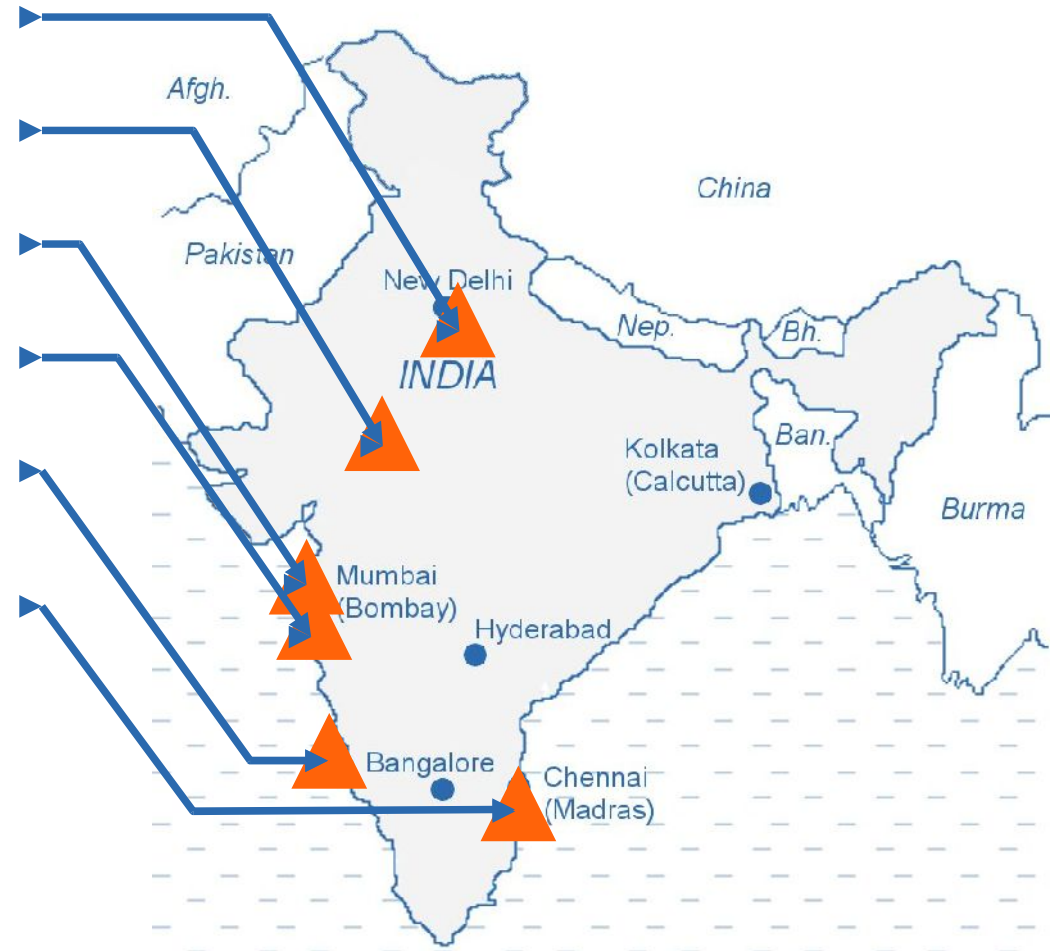 Afgh.
China
Pakistan
New Delhi
Nep.
Bh.
INDIA
Ban.
Kolkata
(Calcutta)
Burma
Mumbai
(Bombay)
Hyderabad
Bangalore
Chennai
(Madras)